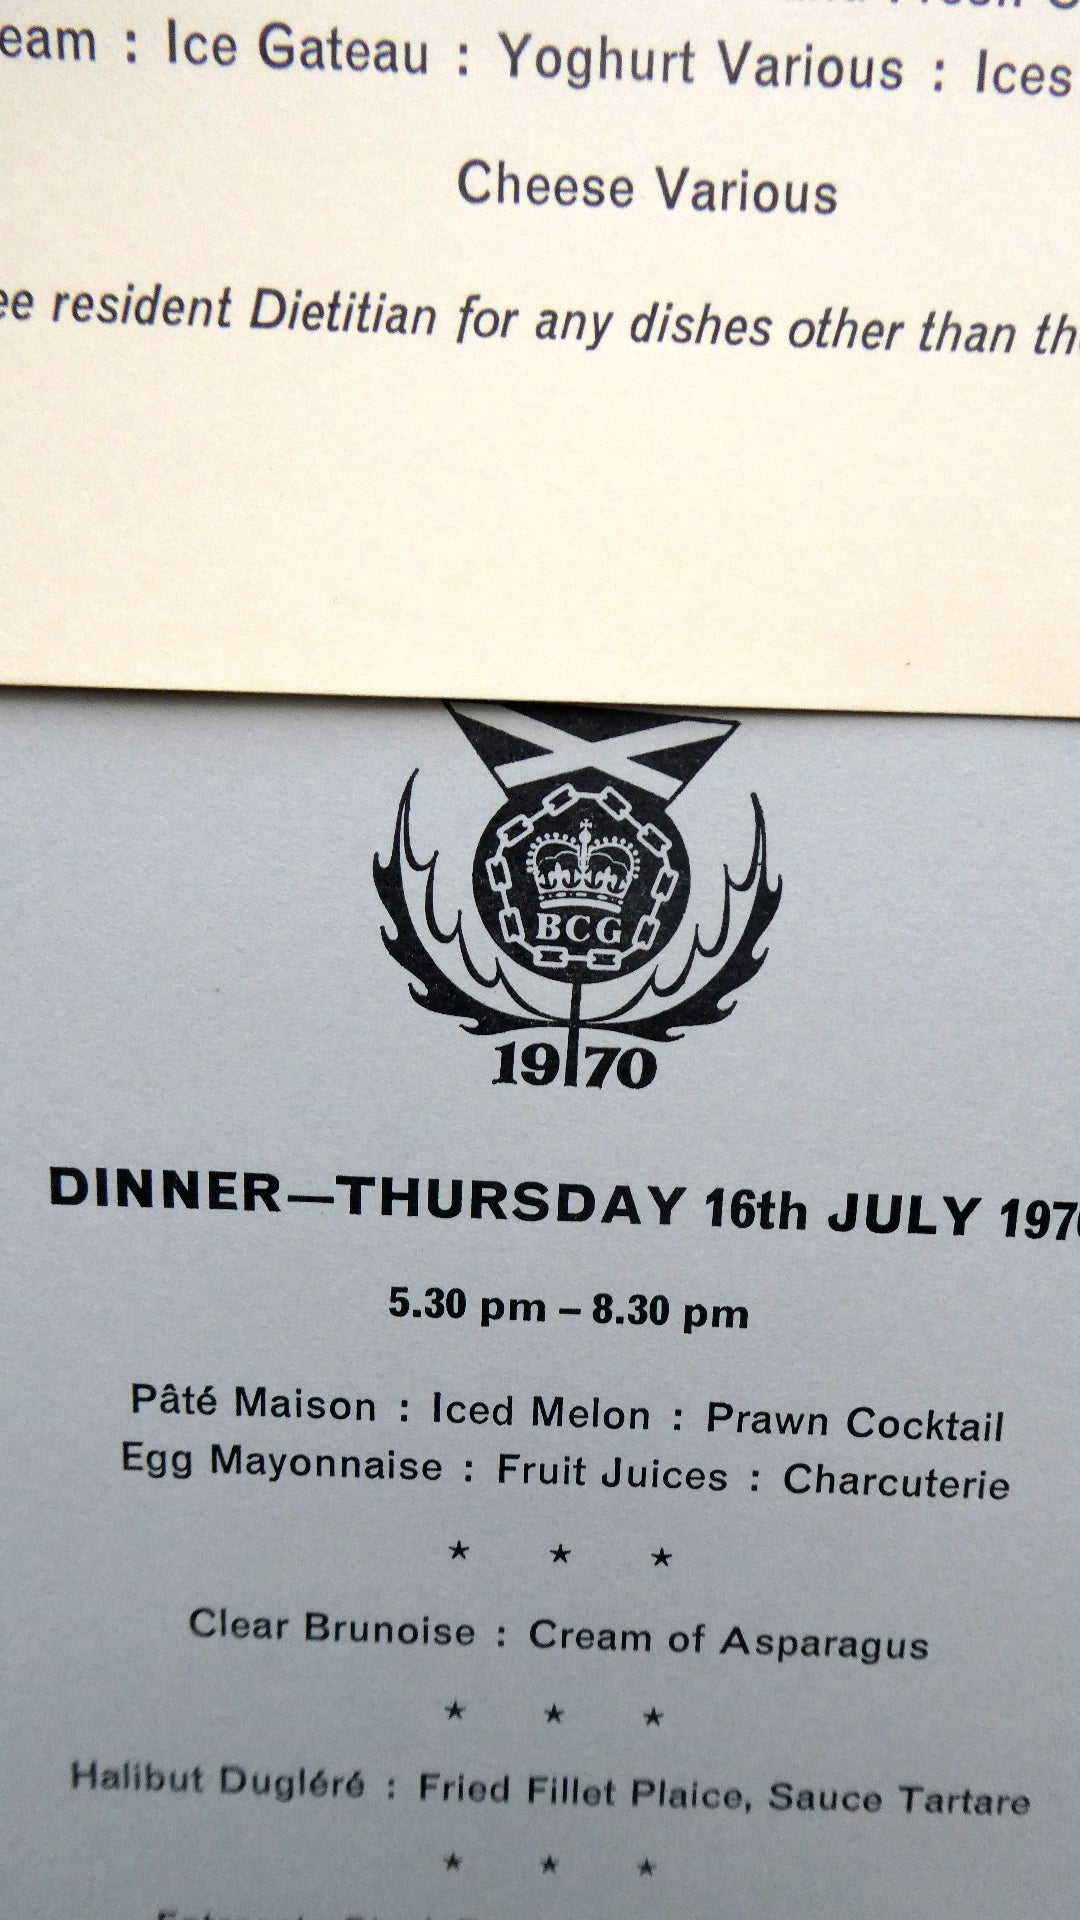 eam : Ice Gateau : Yoghurt Various : Ices
Cheese Various
ee resident Dietitian for any dishes other than th
BCG
1970
DINNER—THURSDAY 16th JULY 1970
5.30 pm – 8.30 pm
Pâté Maison : Iced Melon : Prawn Cocktail
Egg Mayonnaise : Fruit Juices : Charcuterie
★ ★ ★
Clear Brunoise : Cream of Asparagus
★ ★ ★
Halibut Dugléré : Fried Fillet Plaice, Sauce Tartare
★ ★ ★